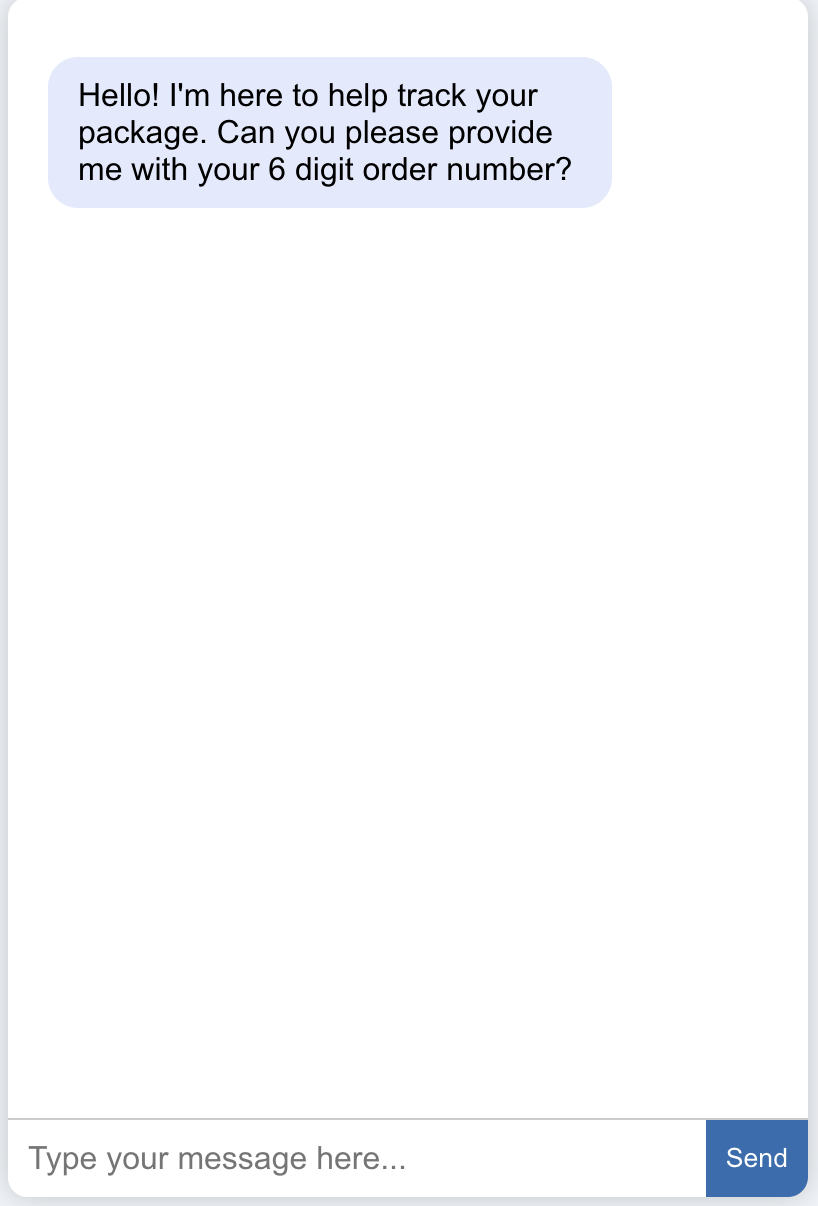 Hello! I'm here to help track your
package. Can you please provide
me with your 6 digit order number?
Type your message here...
Send